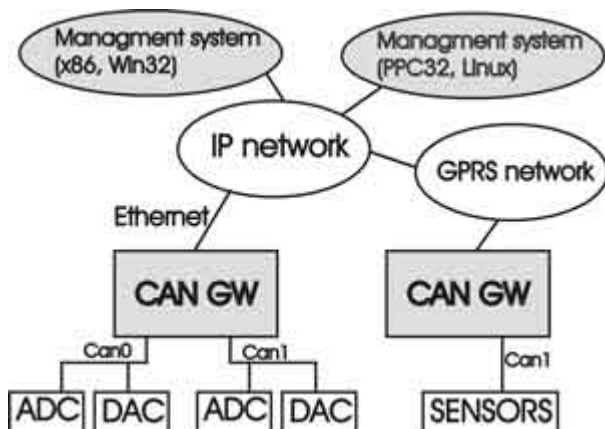 Managment system
(x86, Win32)
Managment system
(PPC32, Linux)
IP network
GPRS network
Ethernet
CAN GW
CAN GW
Can0
Can1
Can1
ADC
DAC
ADC
DAC
SENSORS